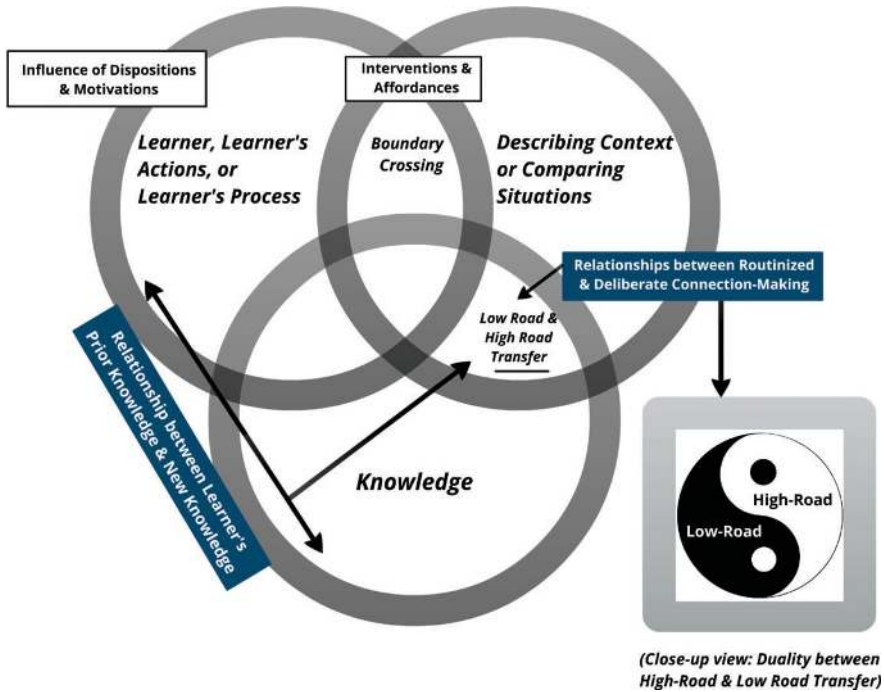 Influence of Dispositions
& Motivations
Interventions &
Affordances
Learner, Learner's
Actions, or
Learner's Process
Boundary
Crossing
Describing Context
or Comparing
Situations
Relationships between Routinized
& Deliberate Connection-Making
Low Road &
High Road
Transfer
Relationship between Learner's
Prior Knowledge & New Knowledge
Knowledge
High-Road
Low-Road
(Close-up view: Duality between
High-Road & Low Road Transfer)